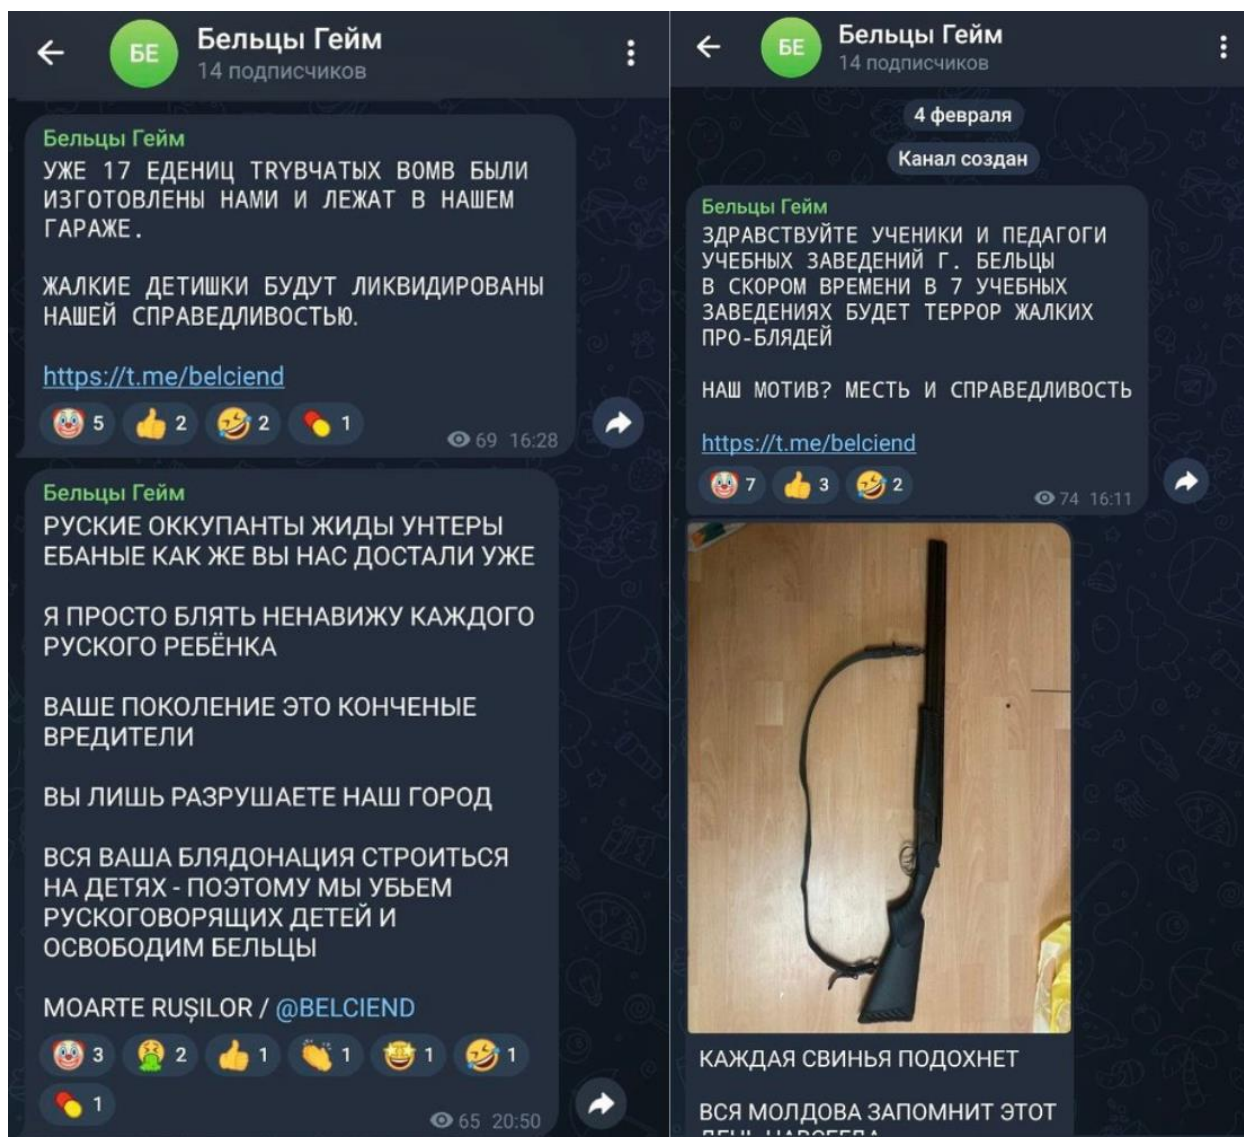 Бельцы Гейм
14 подписчиков
Бельцы Гейм
УЖЕ 17 ЕДЕНИЦ TRYBЧАТЫХ BOMB БЫЛИ
ИЗГОТОВЛЕНЫ НАМИ И ЛЕЖАТ В НАШЕМ
ГАРАЖЕ.
ЖАЛКИЕ ДЕТИШКИ БУДУТ ЛИКВИДИРОВАНЫ
НАШЕЙ СПРАВЕДЛИВОСТЬЮ.
https://t.me/belciend
5 2 2 1
69 16:28
Бельцы Гейм
РУСКИЕ ОККУПАНТЫ ЖИДЫ УНТЕРЫ
ЕБАНЫЕ КАК ЖЕ ВЫ НАС ДОСТАЛИ УЖЕ
Я ПРОСТО БЛЯТЬ НЕНАВИЖУ КАЖДОГО
РУСКОГО РЕБЁНКА
ВАШЕ ПОКОЛЕНИЕ ЭТО КОНЧЕНЫЕ
ВРЕДИТЕЛИ
ВЫ ЛИШЬ РАЗРУШАЕТЕ НАШ ГОРОД
ВСЯ ВАША БЛЯДОНАЦИЯ СТРОИТЬСЯ
НА ДЕТЯХ - ПОЭТОМУ МЫ УБЬЕМ
РУСКОГОВОРЯЩИХ ДЕТЕЙ И
ОСВОБОДИМ БЕЛЬЦЫ
MOARTE RUȘILOR / @BELCIEND
3 2 1 1 1 1
1
65 20:50
БЕ
Бельцы Гейм
14 подписчиков
4 февраля
Канал создан
Бельцы Гейм
ЗДРАВСТВУЙТЕ УЧЕНИКИ И ПЕДАГОГИ
УЧЕБНЫХ ЗАВЕДЕНИЙ Г. БЕЛЬЦЫ
В СКОРОМ ВРЕМЕНИ В 7 УЧЕБНЫХ
ЗАВЕДЕНИЯХ БУДЕТ ТЕРРОР ЖАЛКИХ
ПРО-БЛЯДЕЙ
НАШ МОТИВ? МЕСТЬ И СПРАВЕДЛИВОСТЬ
https://t.me/belciend
7 3 2
74 16:11
КАЖДАЯ СВИНЬЯ ПОДОХНЕТ
ВСЯ МОЛДОВА ЗАПОМНИТ ЭТОТ